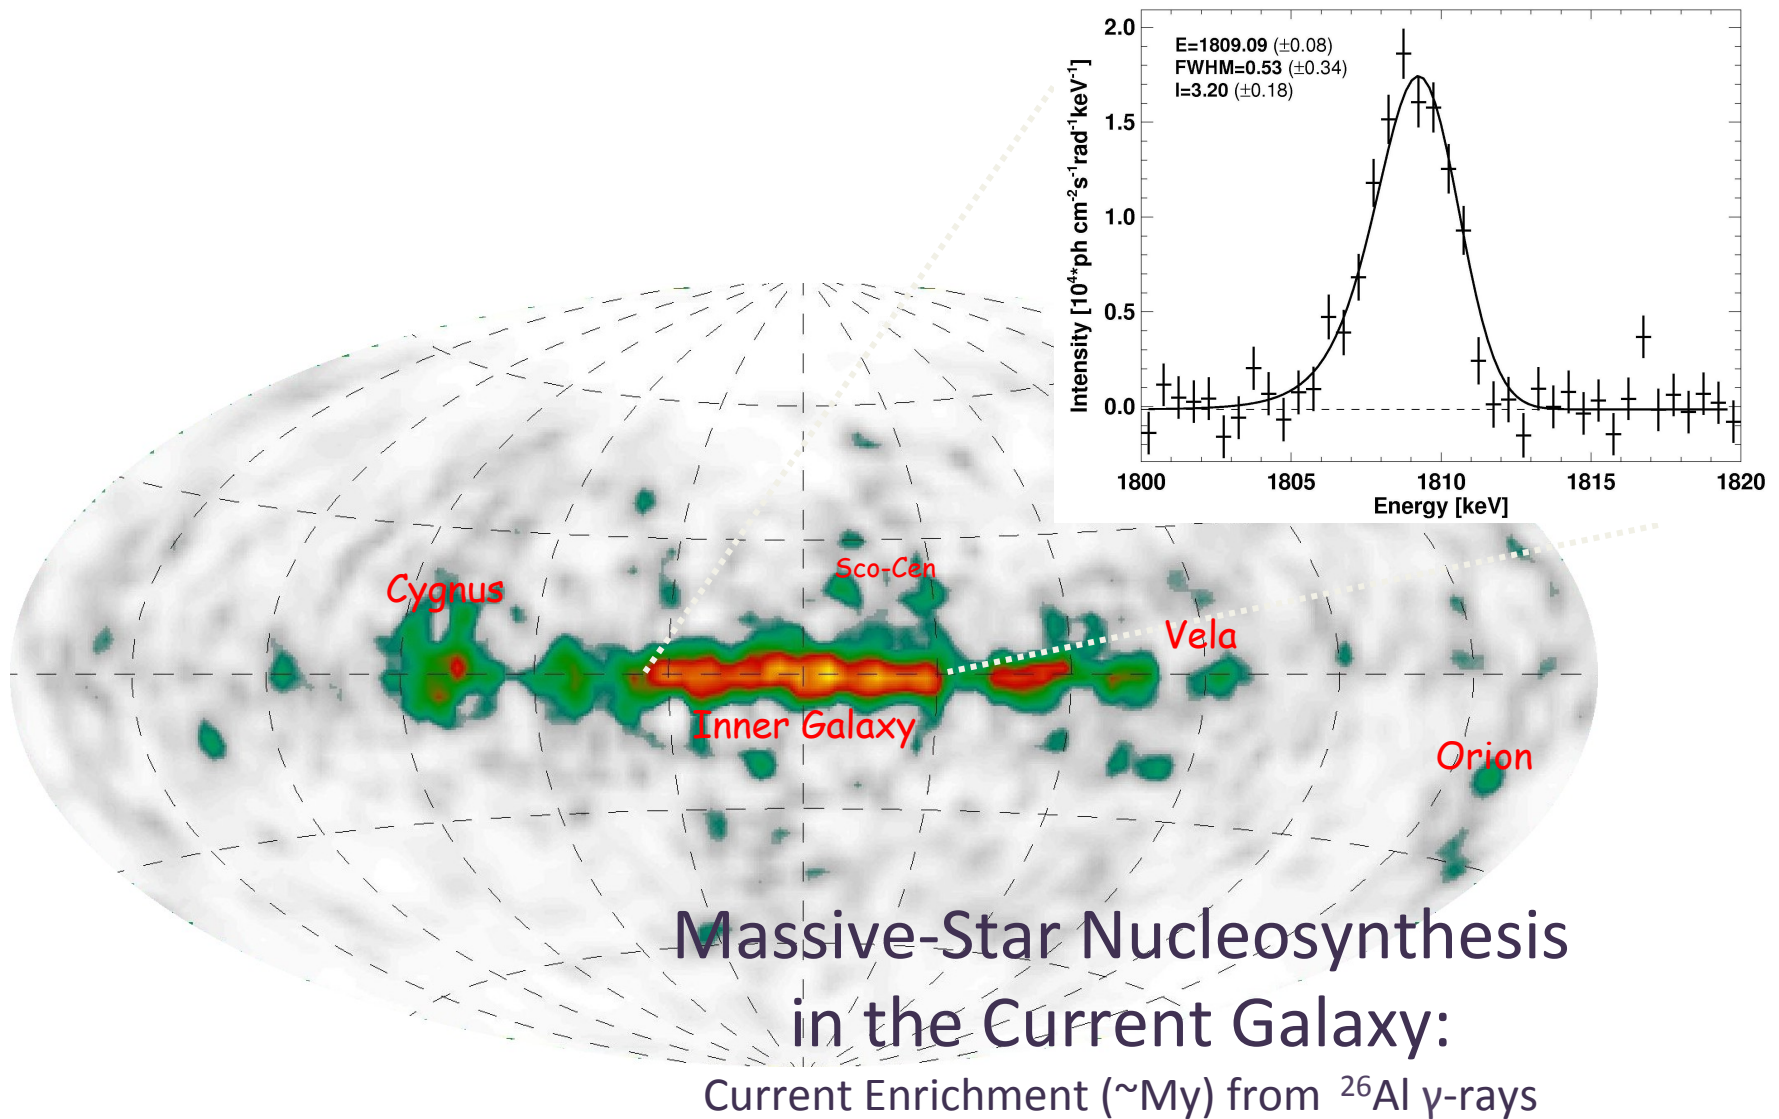 2.0
E=1809.09 (±0.08)
FWHM=0.53 (±0.34)
I=3.20 (±0.18)
1.5
1.0
0.5
0.0
Intensity [10⁴*ph cm⁻²s⁻¹rad⁻¹keV⁻¹]
1800 1805 1810 1815 1820
Energy [keV]
Sco-Cen
Cygnus
Vela
Inner Galaxy
Orion
Massive-Star Nucleosynthesis
in the Current Galaxy:
Current Enrichment (~My) from ²⁶Al γ-rays